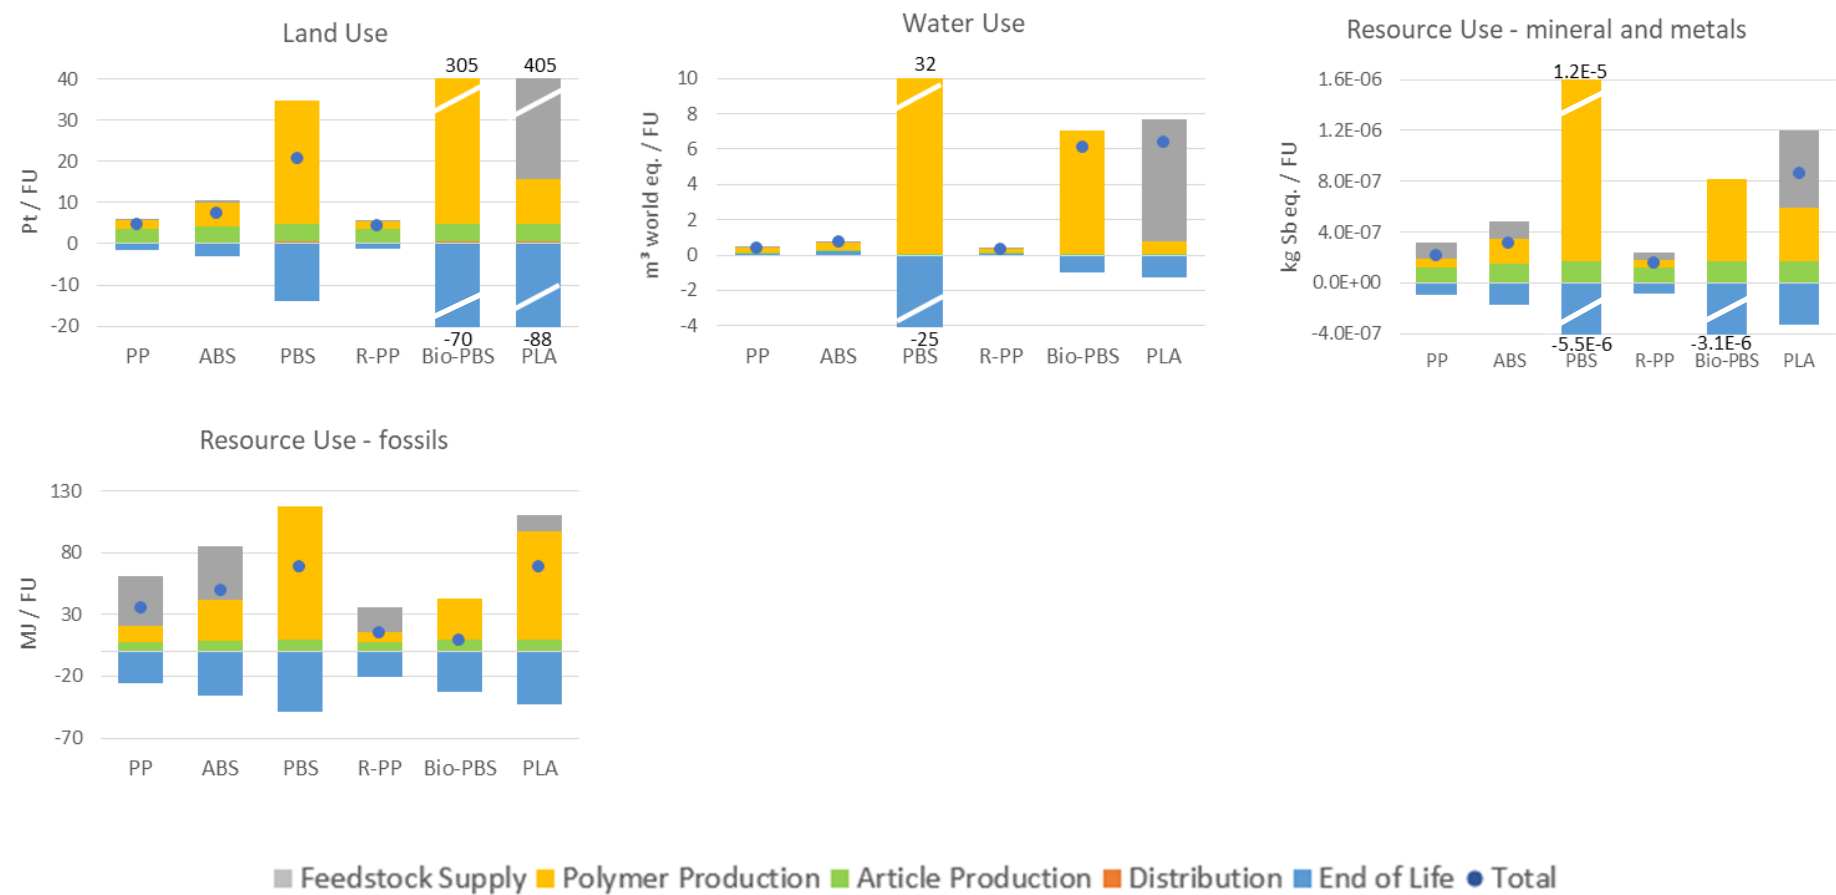 Land Use
305
405
40
30
20
10
0
-10
-20
Pt / FU
-70
-88
PP
ABS
PBS
R-PP
Bio-PBS
PLA
Water Use
32
10
8
6
4
2
0
-2
-4
m³ world eq. / FU
-25
PP
ABS
PBS
R-PP
Bio-PBS
PLA
Resource Use - mineral and metals
1.2E-5
1.6E-06
1.2E-06
8.0E-07
4.0E-07
0.0E+00
-4.0E-07
kg Sb eq. / FU
-5.5E-6
-3.1E-6
PP
ABS
PBS
R-PP
Bio-PBS
PLA
Resource Use - fossils
130
80
30
-20
-70
MJ / FU
PP
ABS
PBS
R-PP
Bio-PBS
PLA
Feedstock Supply
Polymer Production
Article Production
Distribution
End of Life
Total